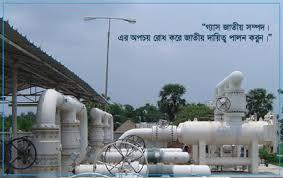 “গ্যাস জাতীয় সম্পদ।
এর অপচয় রোধ করে জাতীয় দায়িত্ব পালন করুন।”